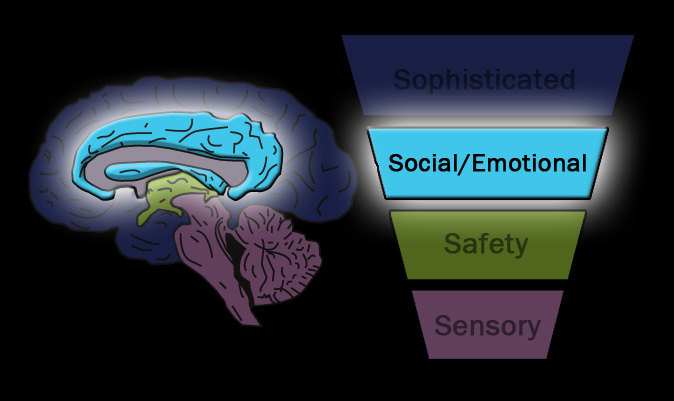 Sophisticated
Social/Emotional
Safety
Sensory